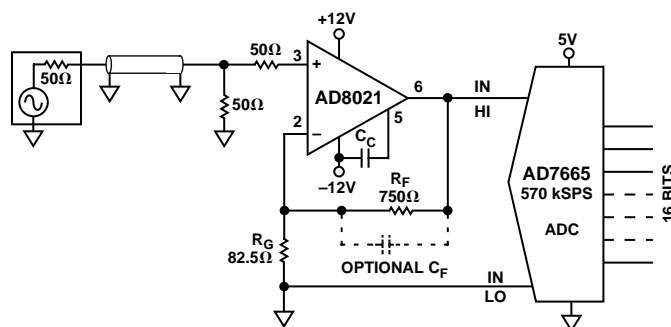 +12V
5V
50Ω
50Ω
3
+
6
IN
HI
AD8021
50Ω
2
–
5
C_C
–12V
R_F
750Ω
AD7665
570 kSPS
ADC
16 BITS
R_G
82.5Ω
OPTIONAL C_F
IN
LO